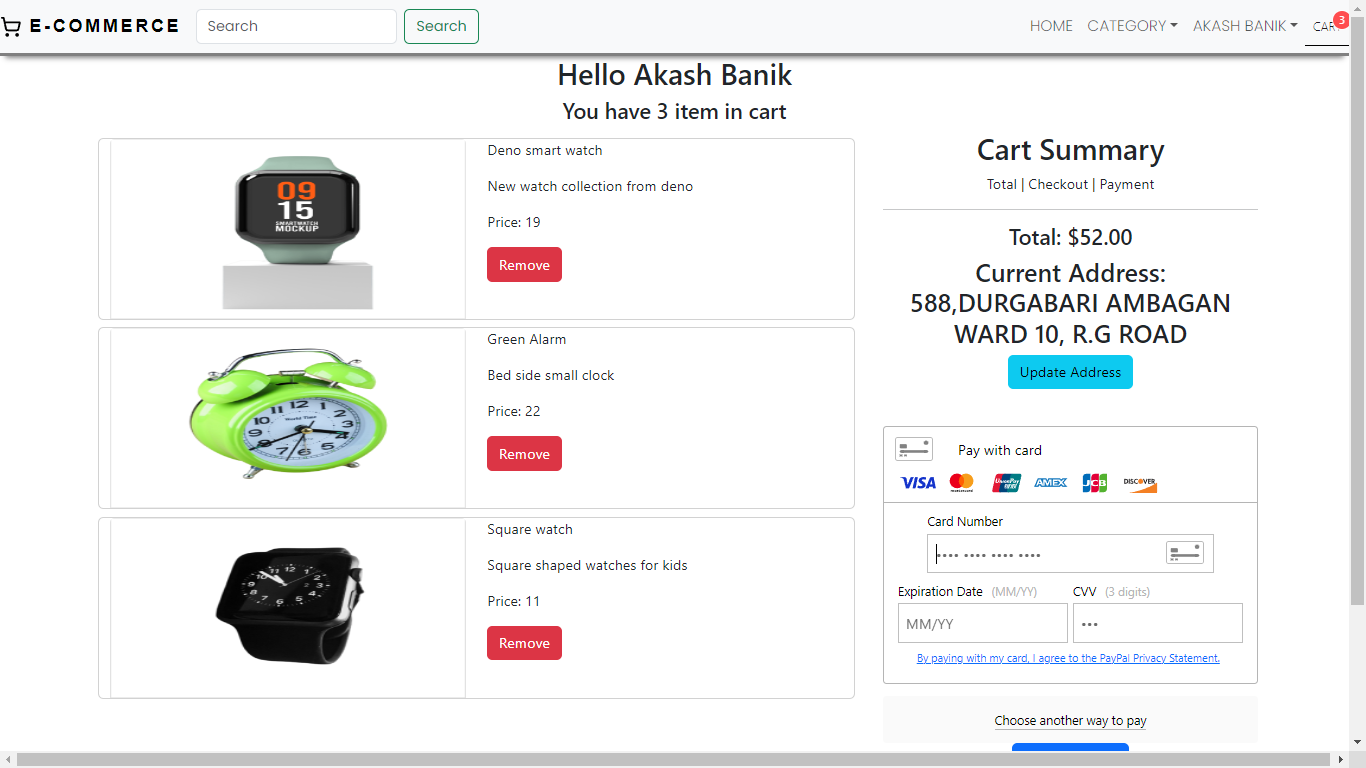 E-COMMERCE
Search
Search
HOME
CATEGORY
AKASH BANIK
CART
3
Hello Akash Banik
You have 3 item in cart
09
15
SMARTWATCH
MOCKUP
Deno smart watch
New watch collection from deno
Price: 19
Remove
Green Alarm
Bed side small clock
Price: 22
Remove
Square watch
Square shaped watches for kids
Price: 11
Remove
Cart Summary
Total | Checkout | Payment
Total: $52.00
Current Address:
588,DURGABARI AMBAGAN
WARD 10, R.G ROAD
Update Address
Pay with card
VISA
UnionPay
AMEX
JCB
DISCOVER
Card Number
•••• •••• •••• ••••
Expiration Date (MM/YY)
CVV (3 digits)
MM/YY
•••
By paying with my card, I agree to the PayPal Privacy Statement.
Choose another way to pay